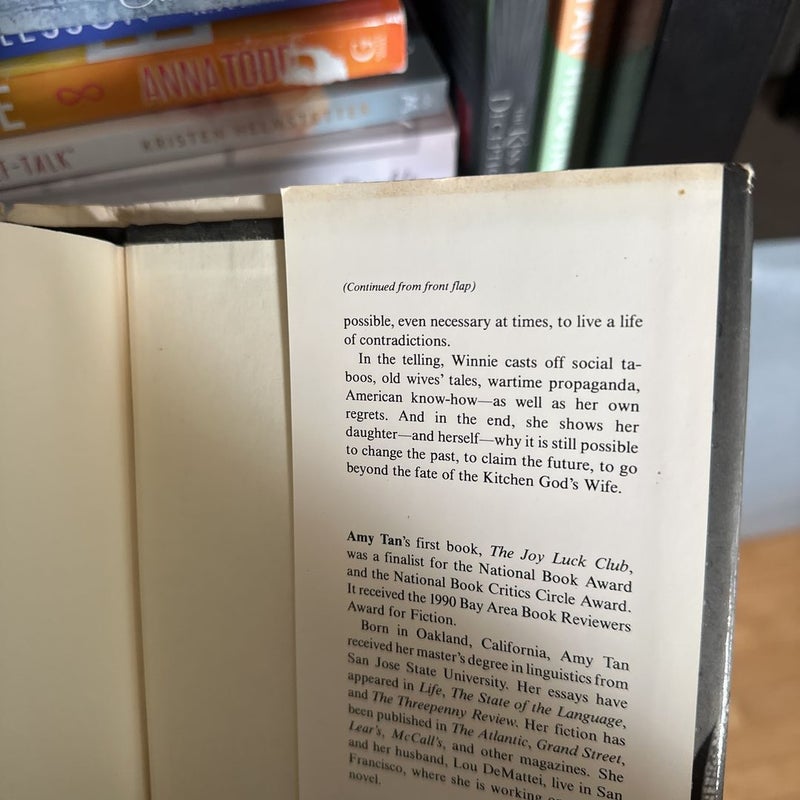 LESSON
ANNA TODD
KRISTEN HELMSTETTER
F-TALK
(Continued from front flap)
possible, even necessary at times, to live a life
of contradictions.
In the telling, Winnie casts off social ta-
boos, old wives' tales, wartime propaganda,
American know-how—as well as her own
regrets. And in the end, she shows her
daughter—and herself—why it is still possible
to change the past, to claim the future, to go
beyond the fate of the Kitchen God's Wife.
Amy Tan's first book, The Joy Luck Club,
was a finalist for the National Book Award
and the National Book Critics Circle Award.
It received the 1990 Bay Area Book Reviewers
Award for Fiction.
Born in Oakland, California, Amy Tan
received her master's degree in linguistics from
San Jose State University. Her essays have
appeared in Life, The State of the Language,
and The Threepenny Review. Her fiction has
been published in The Atlantic, Grand Street,
Lear's, McCall's, and other magazines. She
and her husband, Lou DeMattei, live in San
Francisco, where she is working
novel.